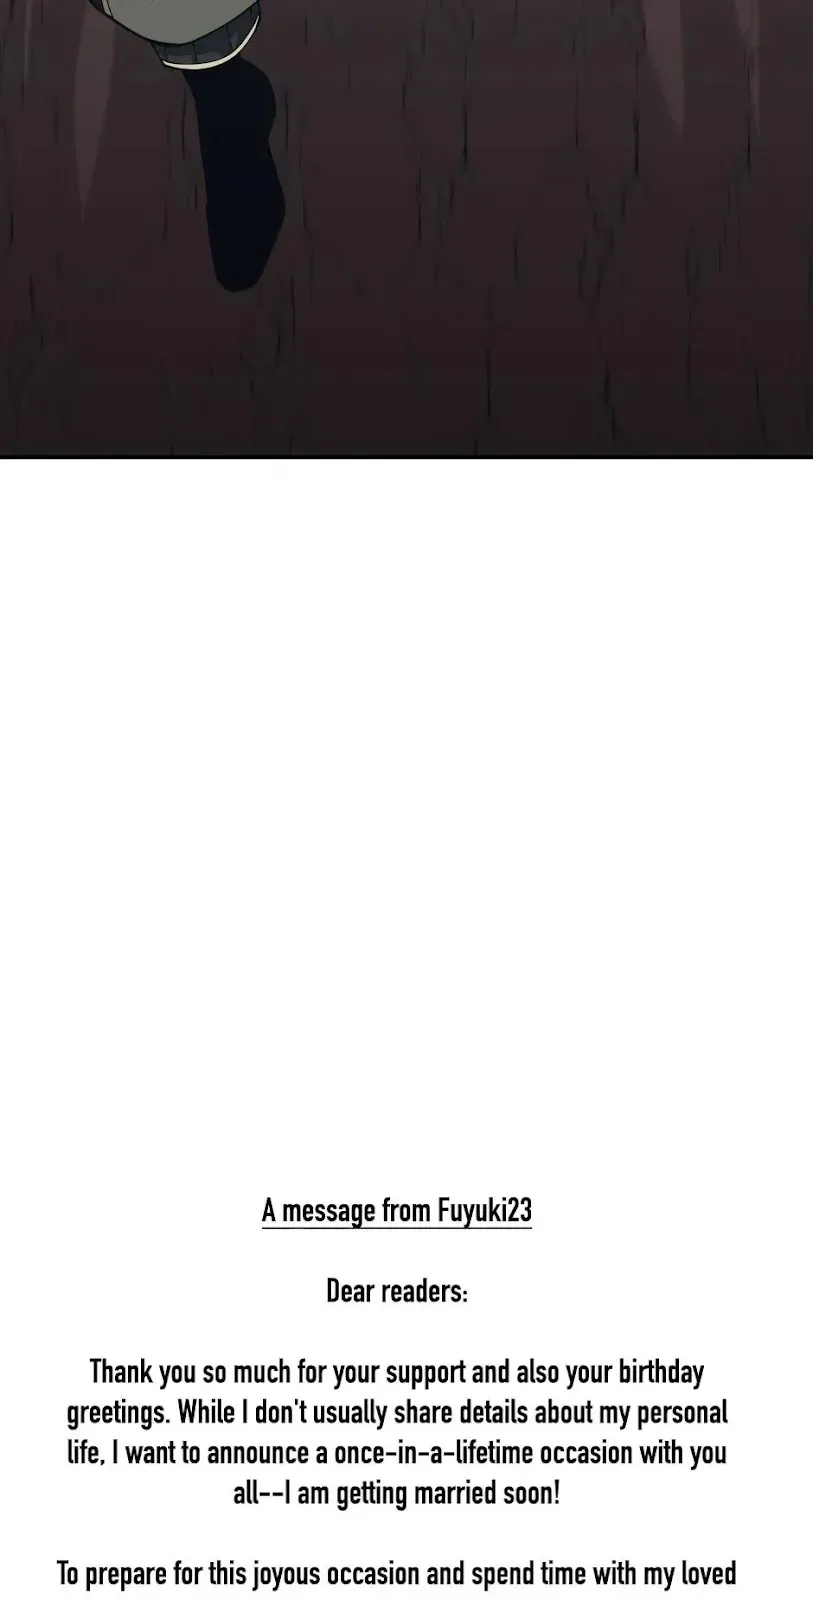 A message from Fuyuki23
Dear readers:
Thank you so much for your support and also your birthday
greetings. While I don't usually share details about my personal
life, I want to announce a once-in-a-lifetime occasion with you
all--I am getting married soon!
To prepare for this joyous occasion and spend time with my loved